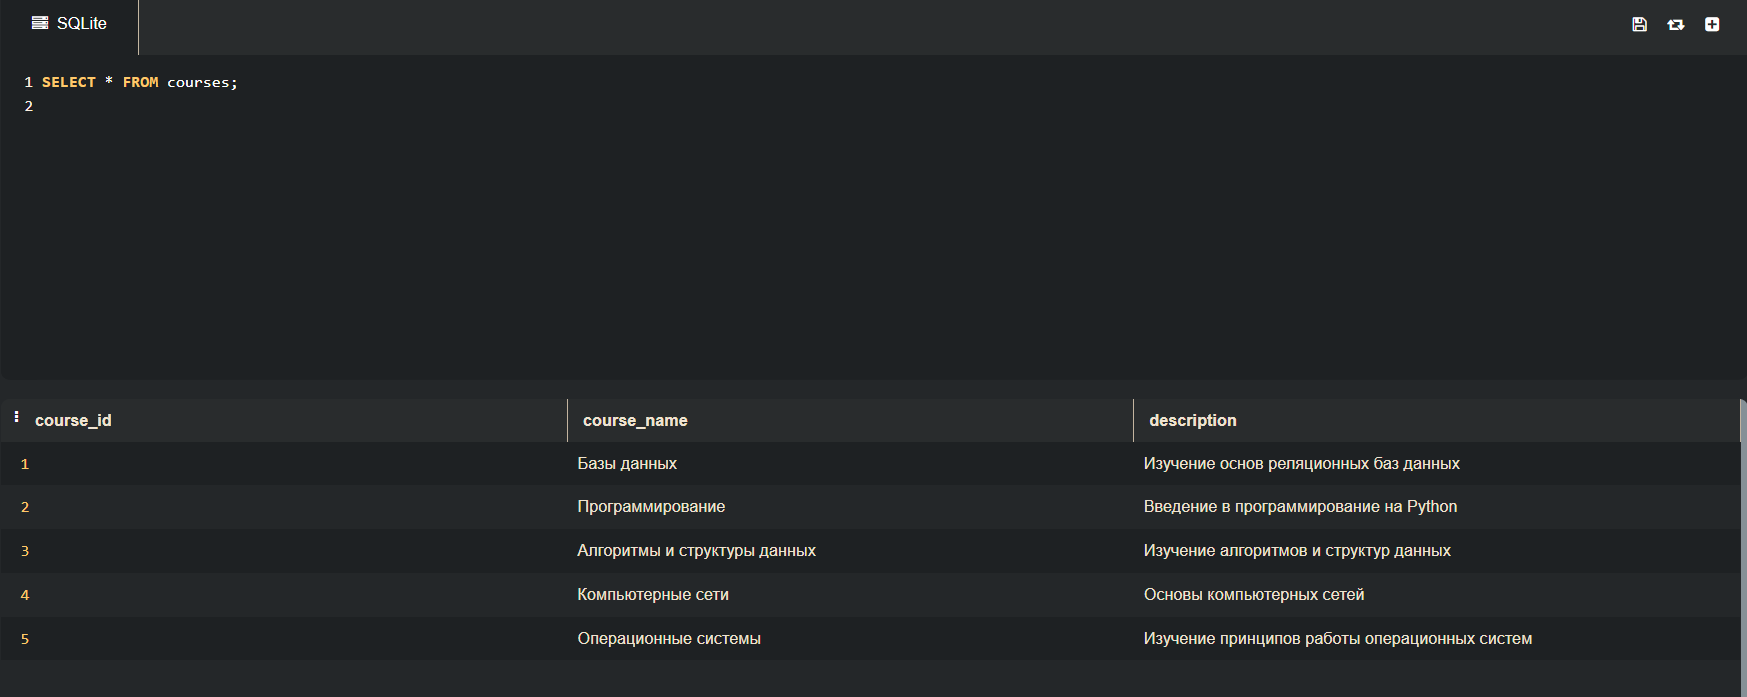 SQLite
1 SELECT * FROM courses;
2
course_id course_name description
1 Базы данных Изучение основ реляционных баз данных
2 Программирование Введение в программирование на Python
3 Алгоритмы и структуры данных Изучение алгоритмов и структур данных
4 Компьютерные сети Основы компьютерных сетей
5 Операционные системы Изучение принципов работы операционных систем